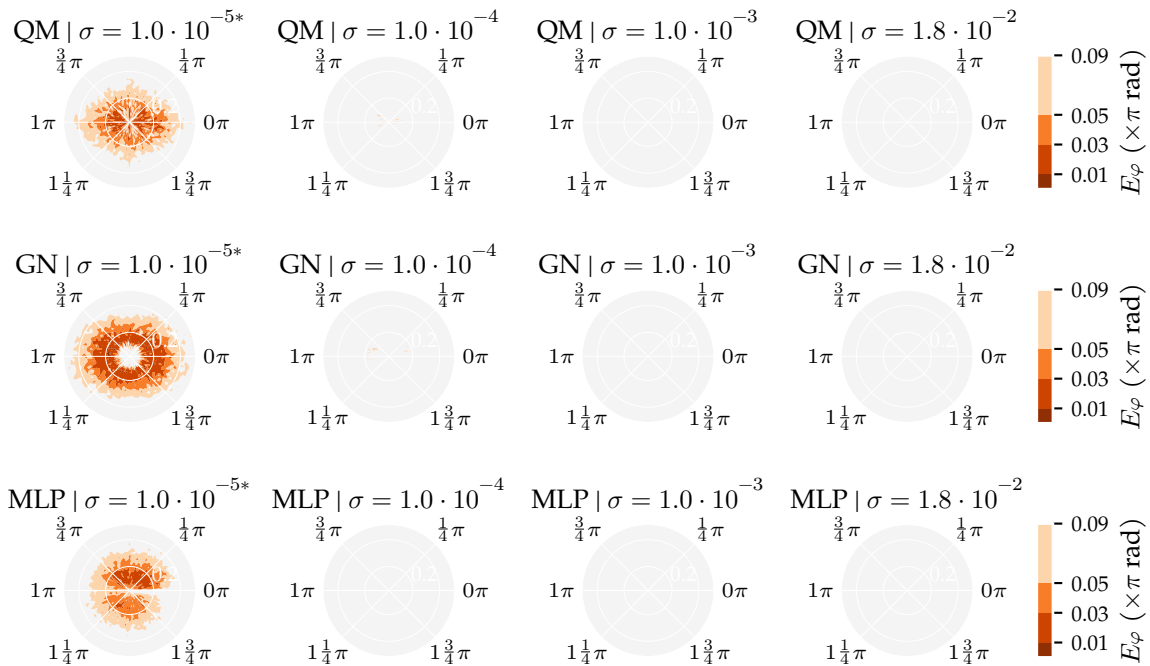 QM | σ = 1.0 · 10^{-5*} QM | σ = 1.0 · 10^{-4} QM | σ = 1.0 · 10^{-3} QM | σ = 1.8 · 10^{-2}
¾π ¼π ¾π ¼π ¾π ¼π ¾π ¼π 0.09
0.2 0.2 0.2
1π 0π 1π 0π 1π 0π 1π 0π 0.05
0.03
1¼π 1¾π 1¼π 1¾π 1¼π 1¾π 1¼π 1¾π 0.01
E_φ (×π rad)
GN | σ = 1.0 · 10^{-5*} GN | σ = 1.0 · 10^{-4} GN | σ = 1.0 · 10^{-3} GN | σ = 1.8 · 10^{-2}
¾π ¼π ¾π ¼π ¾π ¼π ¾π ¼π 0.09
0.2 0.2 0.2 0.2
1π 0π 1π 0π 1π 0π 1π 0π 0.05
0.03
1¼π 1¾π 1¼π 1¾π 1¼π 1¾π 1¼π 1¾π 0.01
E_φ (×π rad)
MLP | σ = 1.0 · 10^{-5*} MLP | σ = 1.0 · 10^{-4} MLP | σ = 1.0 · 10^{-3} MLP | σ = 1.8 · 10^{-2}
¾π ¼π ¾π ¼π ¾π ¼π ¾π ¼π 0.09
0.2 0.2 0.2
1π 0π 1π 0π 1π 0π 1π 0π 0.05
0.03
1¼π 1¾π 1¼π 1¾π 1¼π 1¾π 1¼π 1¾π 0.01
E_φ (×π rad)